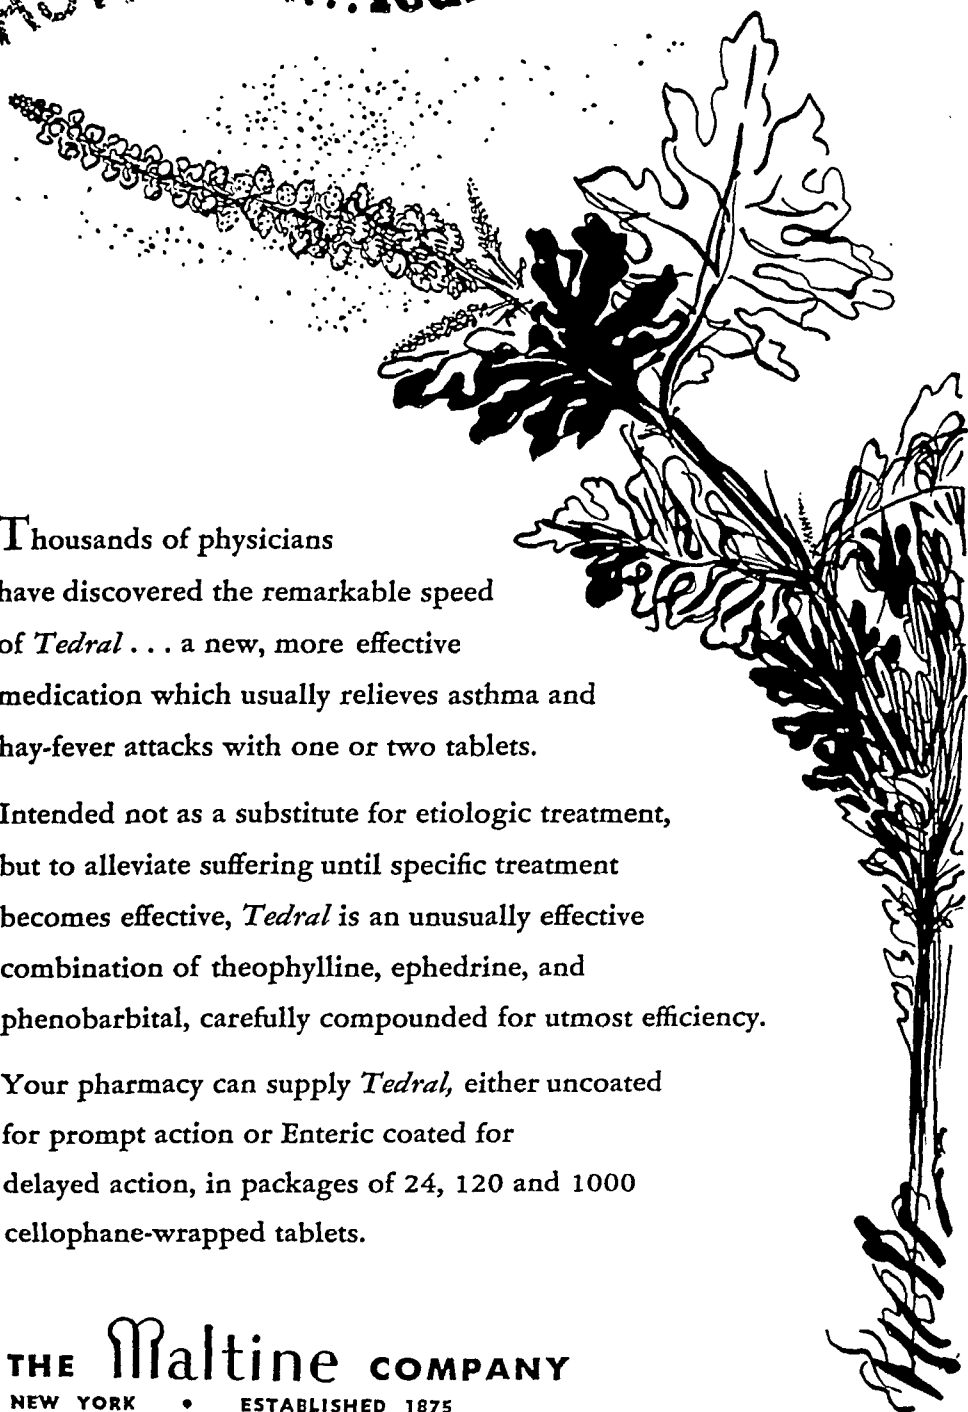 Thousands of physicians
have discovered the remarkable speed
of Tedral . . . a new, more effective
medication which usually relieves asthma and
hay-fever attacks with one or two tablets.
Intended not as a substitute for etiologic treatment,
but to alleviate suffering until specific treatment
becomes effective, Tedral is an unusually effective
combination of theophylline, ephedrine, and
phenobarbital, carefully compounded for utmost efficiency.
Your pharmacy can supply Tedral, either uncoated
for prompt action or Enteric coated for
delayed action, in packages of 24, 120 and 1000
cellophane-wrapped tablets.
THE Maltine COMPANY
NEW YORK • ESTABLISHED 1875